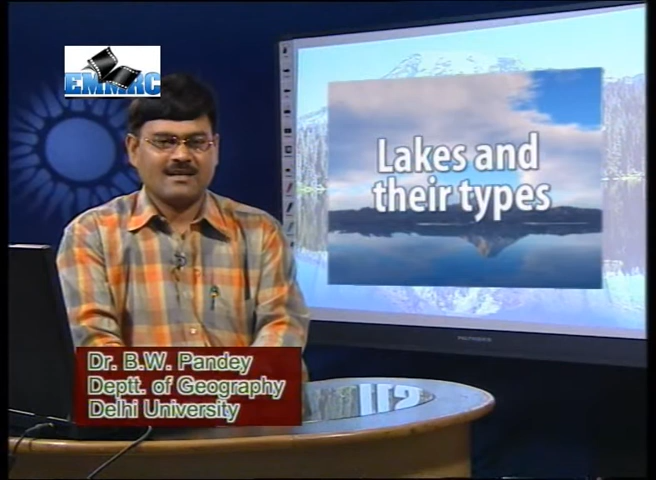 EMMRC
Lakes and
their types
Dr. B.W. Pandey
Deptt. of Geography
Delhi University